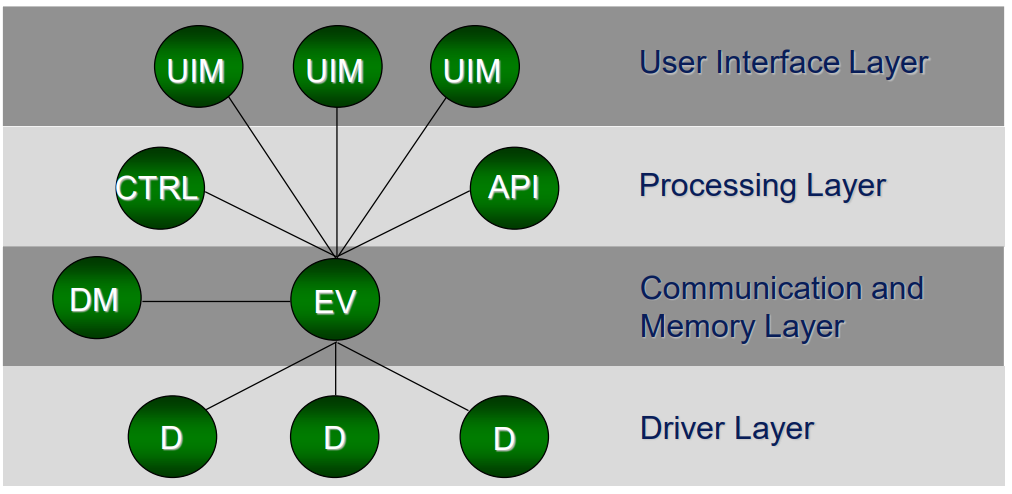 UIM UIM UIM User Interface Layer
CTRL API Processing Layer
DM EV Communication and
Memory Layer
D D D Driver Layer